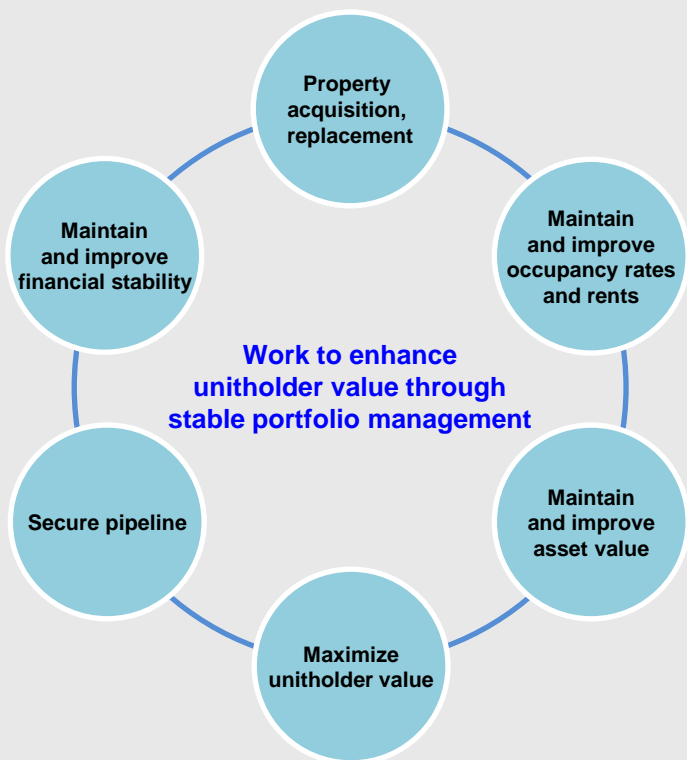 Property
acquisition,
replacement
Maintain
and improve
financial stability
Maintain
and improve
occupancy rates
and rents
Work to enhance
unitholder value through
stable portfolio management
Secure pipeline
Maintain
and improve
asset value
Maximize
unitholder value